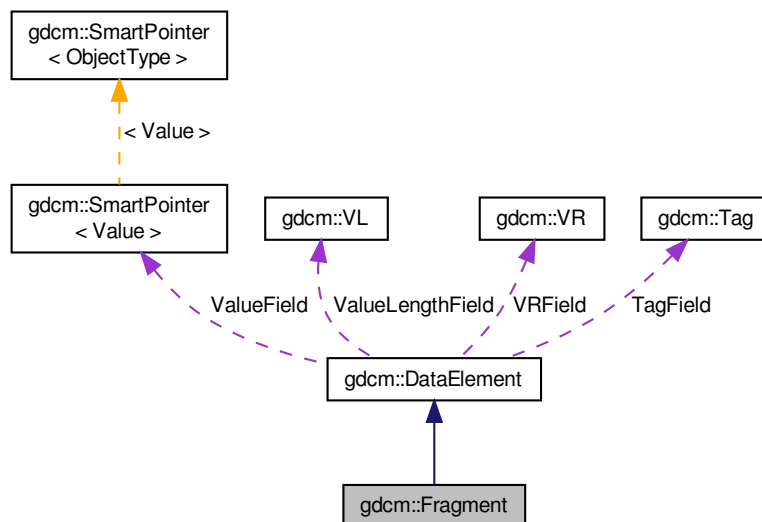 gdcm::SmartPointer
< ObjectType >
< Value >
gdcm::SmartPointer
< Value >
gdcm::VL
gdcm::VR
gdcm::Tag
ValueField
ValueLengthField
VRField
TagField
gdcm::DataElement
gdcm::Fragment